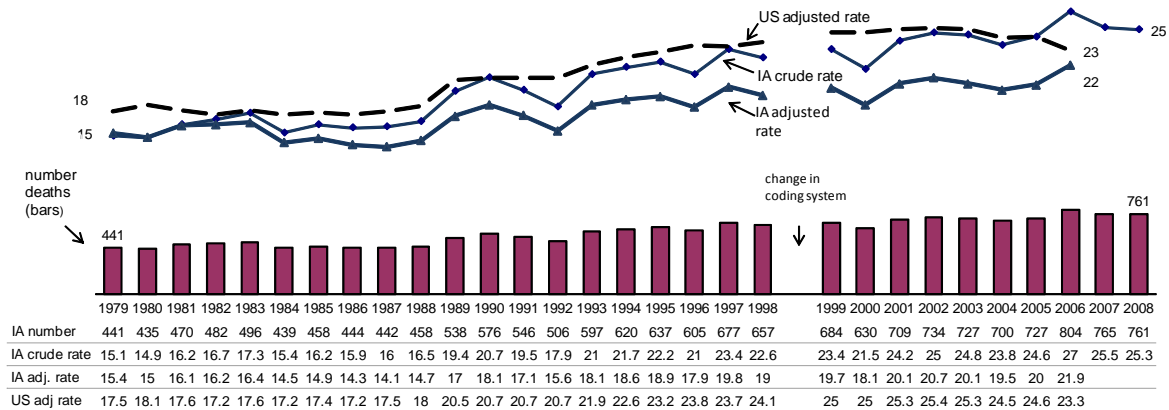 US adjusted rate
25
23
IA crude rate
22
18
IA adjusted
rate
15
number
deaths
(bars)
change in
coding system
441
761
1979 1980 1981 1982 1983 1984 1985 1986 1987 1988 1989 1990 1991 1992 1993 1994 1995 1996 1997 1998 1999 2000 2001 2002 2003 2004 2005 2006 2007 2008
IA number 441 435 470 482 496 439 458 444 442 458 538 576 546 506 597 620 637 605 677 657 684 630 709 734 727 700 727 804 765 761
IA crude rate 15.1 14.9 16.2 16.7 17.3 15.4 16.2 15.9 16 16.5 19.4 20.7 19.5 17.9 21 21.7 22.2 21 23.4 22.6 23.4 21.5 24.2 25 24.8 23.8 24.6 27 25.5 25.3
IA adj. rate 15.4 15 16.1 16.2 16.4 14.5 14.9 14.3 14.1 14.7 17 18.1 17.1 15.6 18.1 18.6 18.9 17.9 19.8 19 19.7 18.1 20.1 20.7 20.1 19.5 20 21.9
US adj rate 17.5 18.1 17.6 17.2 17.6 17.2 17.4 17.2 17.5 18 20.5 20.7 20.7 20.7 21.9 22.6 23.2 23.8 23.7 24.1 25 25 25.3 25.4 25.3 24.5 24.6 23.3